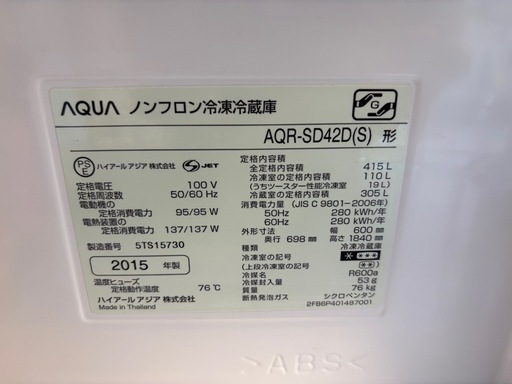 AQUA ノンフロン冷凍冷蔵庫
G
AQR-SD42D(S) 形
PS
E
ハイアール アジア 株式会社 S JET
定格電圧 100 V
定格周波数 50/60 Hz
電動機の
定格消費電力 95/95 W
電熱装置の
定格消費電力 137/137 W
製造番号 5TS15730
2015 年製
温度ヒューズ
定格動作温度 76℃
ハイアール アジア 株式会社
Made in Thailand
定格内容積
全定格内容積 415 L
冷凍室の定格内容積 110 L
(うちツースター性能冷凍室 19L)
冷蔵室の定格内容積 305 L
消費電力量 (JIS C 9801-2006年)
50Hz 280 kWh/年
60Hz 280 kWh/年
外形寸法 幅 600 mm
奥行 698 mm 高さ 1840 mm
種類 冷凍冷蔵庫
冷凍室の記号 ****
(上段冷凍室の記号 **)
冷媒 R600a
冷媒封入量 53 g
質量 76 kg
断熱発泡ガス シクロペンタン
2FB6P401487001
>ABS<